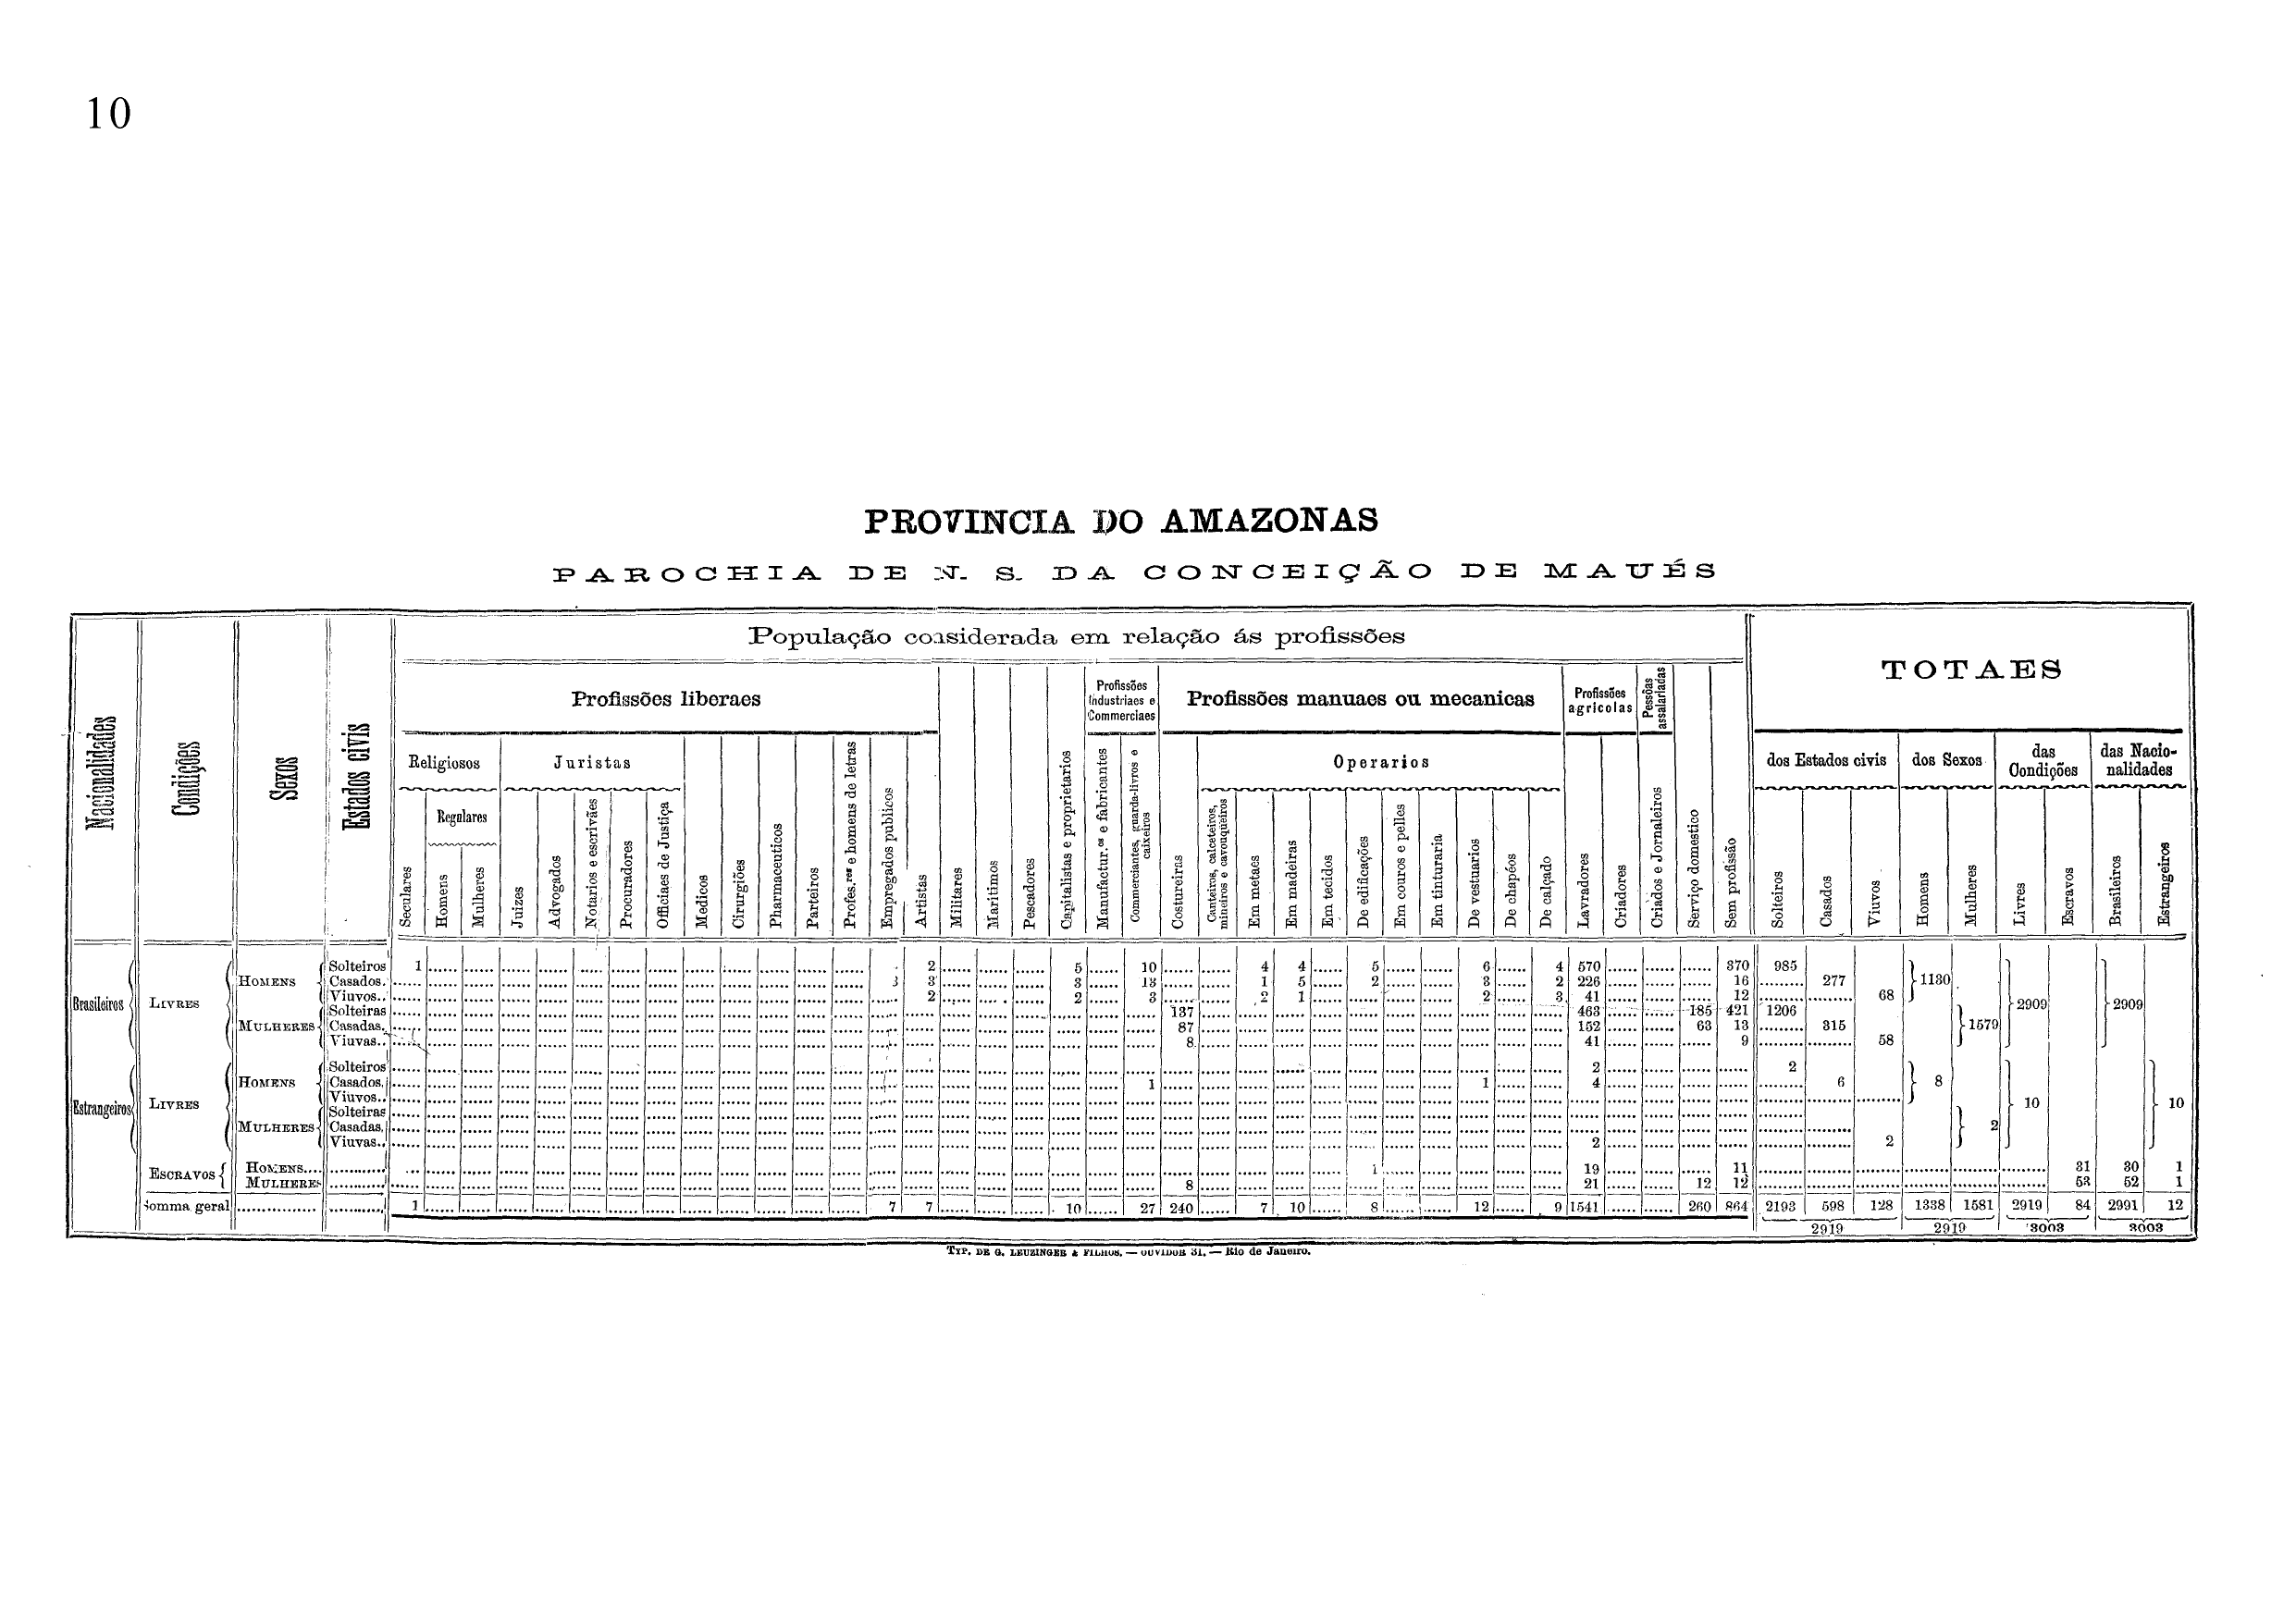 10
PROVINCIA DO AMAZONAS
PAROCHIA DE N. S. DA CONCEIÇÃO DE MAUÉS
População considerada em relação ás profissões
TOTAES
Nacionalidades
Condições
Sexos
Estados civis
Profissões liberaes
Profissões Industriaes e Commerciaes
Profissões manuaes ou mecanicas
Profissões agricolas
Pessôas assalariadas
Religiosos
Juristas
Operarios
dos Estados civis
dos Sexos
das Condições
das Nacionalidades
Regulares
Seculares
Homens
Mulheres
Juizes
Advogados
Notarios e escrivães
Procuradores
Officiaes de Justiça
Medicos
Cirurgiões
Pharmaceuticos
Parteiros
Profes.res e homens de letras
Empregados publicos
Artistas
Militares
Maritimos
Pescadores
Capitalistas e proprietarios
Manufactur.os e fabricantes
Commerciantes, guarda-livros e caixeiros
Costureiras
Canteiros, calceteiros, mineiros e cavouqueiros
Em metaes
Em madeiras
Em tecidos
De edificações
Em couros e pelles
Em tinturaria
De vestuarios
De chapéos
De calçado
Lavradores
Criadores
Criados e Jornaleiros
Serviço domestico
Sem profissão
Solteiros
Casados
Viuvos
Homens
Mulheres
Livres
Escravos
Brasileiros
Estrangeiros
Brasileiros LIVRES HOMENS Solteiros 1 2 5 10 4 4 5 6 4 570 370 985
Casados. 3 3 3 13 1 5 2 3 2 226 16 277 1130
Viuvos.. 2 2 3 2 1 2 3 41 12 68
2909 2909
MULHERES Solteiras 137 463 185 421 1206
Casadas. 87 152 63 13 315 1579
Viuvas.. 8 41 9 58
Estrangeiros LIVRES HOMENS Solteiros 2 2
Casados. 1 1 4 6 8
Viuvos..
10 10
MULHERES Solteiras
Casadas. 2
Viuvas.. 2 2
ESCRAVOS HOMENS.... 1 19 11 31 30 1
MULHERES 8 21 12 12 53 52 1
Somma geral 1 7 7 10 27 240 7 10 8 12 9 1541 260 864 2193 598 128 1338 1581 2919 84 2991 12
2919 2919 3003 3003
TYP. DE G. LEUZINGER & FILHOS. — OUVIDOR 31. — Rio de Janeiro.